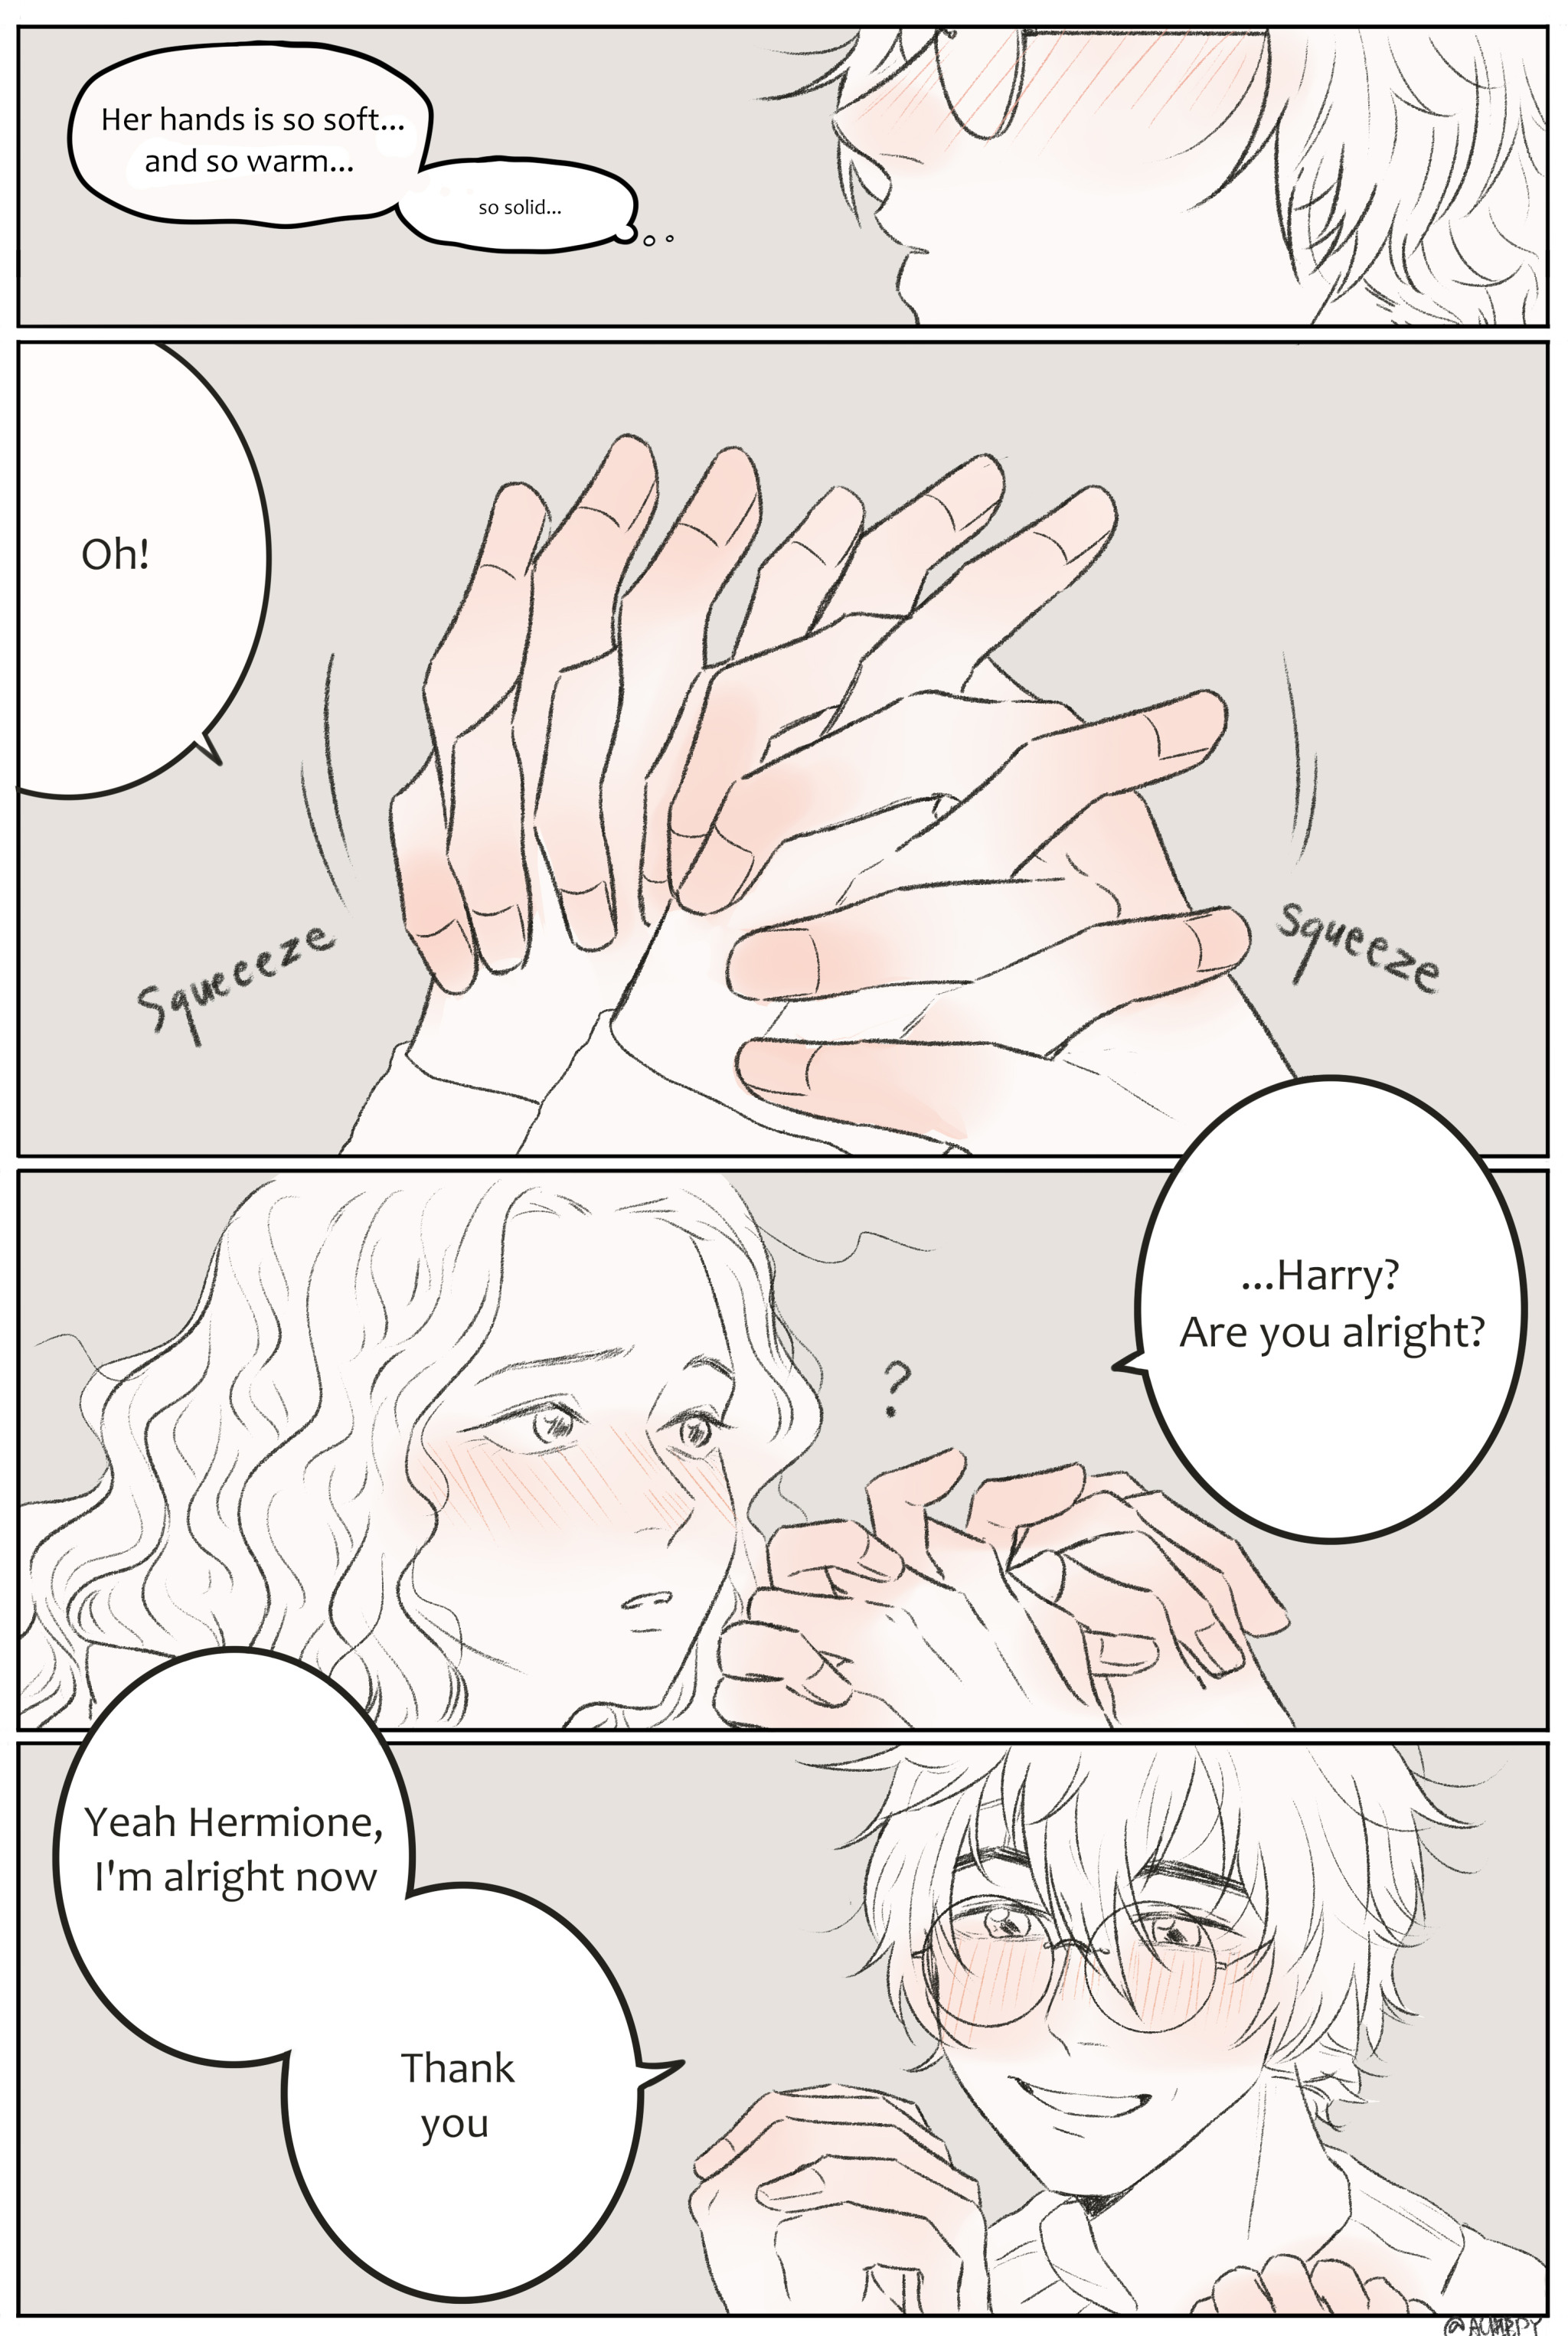 Her hands is so soft...
and so warm...
so solid...
Oh!
Squeeeze
squeeze
...Harry?
Are you alright?
?
Yeah Hermione,
I'm alright now
Thank
you